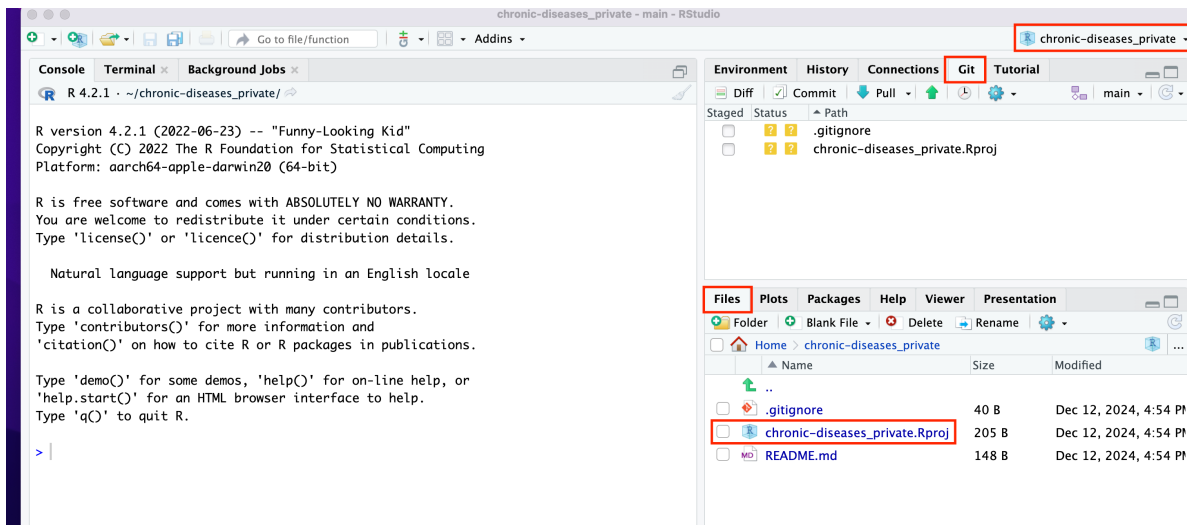 chronic-diseases_private - main - RStudio
Go to file/function
Addins
chronic-diseases_private
Console Terminal Background Jobs
R 4.2.1 · ~/chronic-diseases_private/
R version 4.2.1 (2022-06-23) -- "Funny-Looking Kid"
Copyright (C) 2022 The R Foundation for Statistical Computing
Platform: aarch64-apple-darwin20 (64-bit)
R is free software and comes with ABSOLUTELY NO WARRANTY.
You are welcome to redistribute it under certain conditions.
Type 'license()' or 'licence()' for distribution details.
Natural language support but running in an English locale
R is a collaborative project with many contributors.
Type 'contributors()' for more information and
'citation()' on how to cite R or R packages in publications.
Type 'demo()' for some demos, 'help()' for on-line help, or
'help.start()' for an HTML browser interface to help.
Type 'q()' to quit R.
>
Environment History Connections Git Tutorial
Diff Commit Pull main
Staged Status Path
? ? .gitignore
? ? chronic-diseases_private.Rproj
Files Plots Packages Help Viewer Presentation
Folder Blank File Delete Rename
Home > chronic-diseases_private ...
Name Size Modified
..
.gitignore 40 B Dec 12, 2024, 4:54 PM
chronic-diseases_private.Rproj 205 B Dec 12, 2024, 4:54 PM
README.md 148 B Dec 12, 2024, 4:54 PM